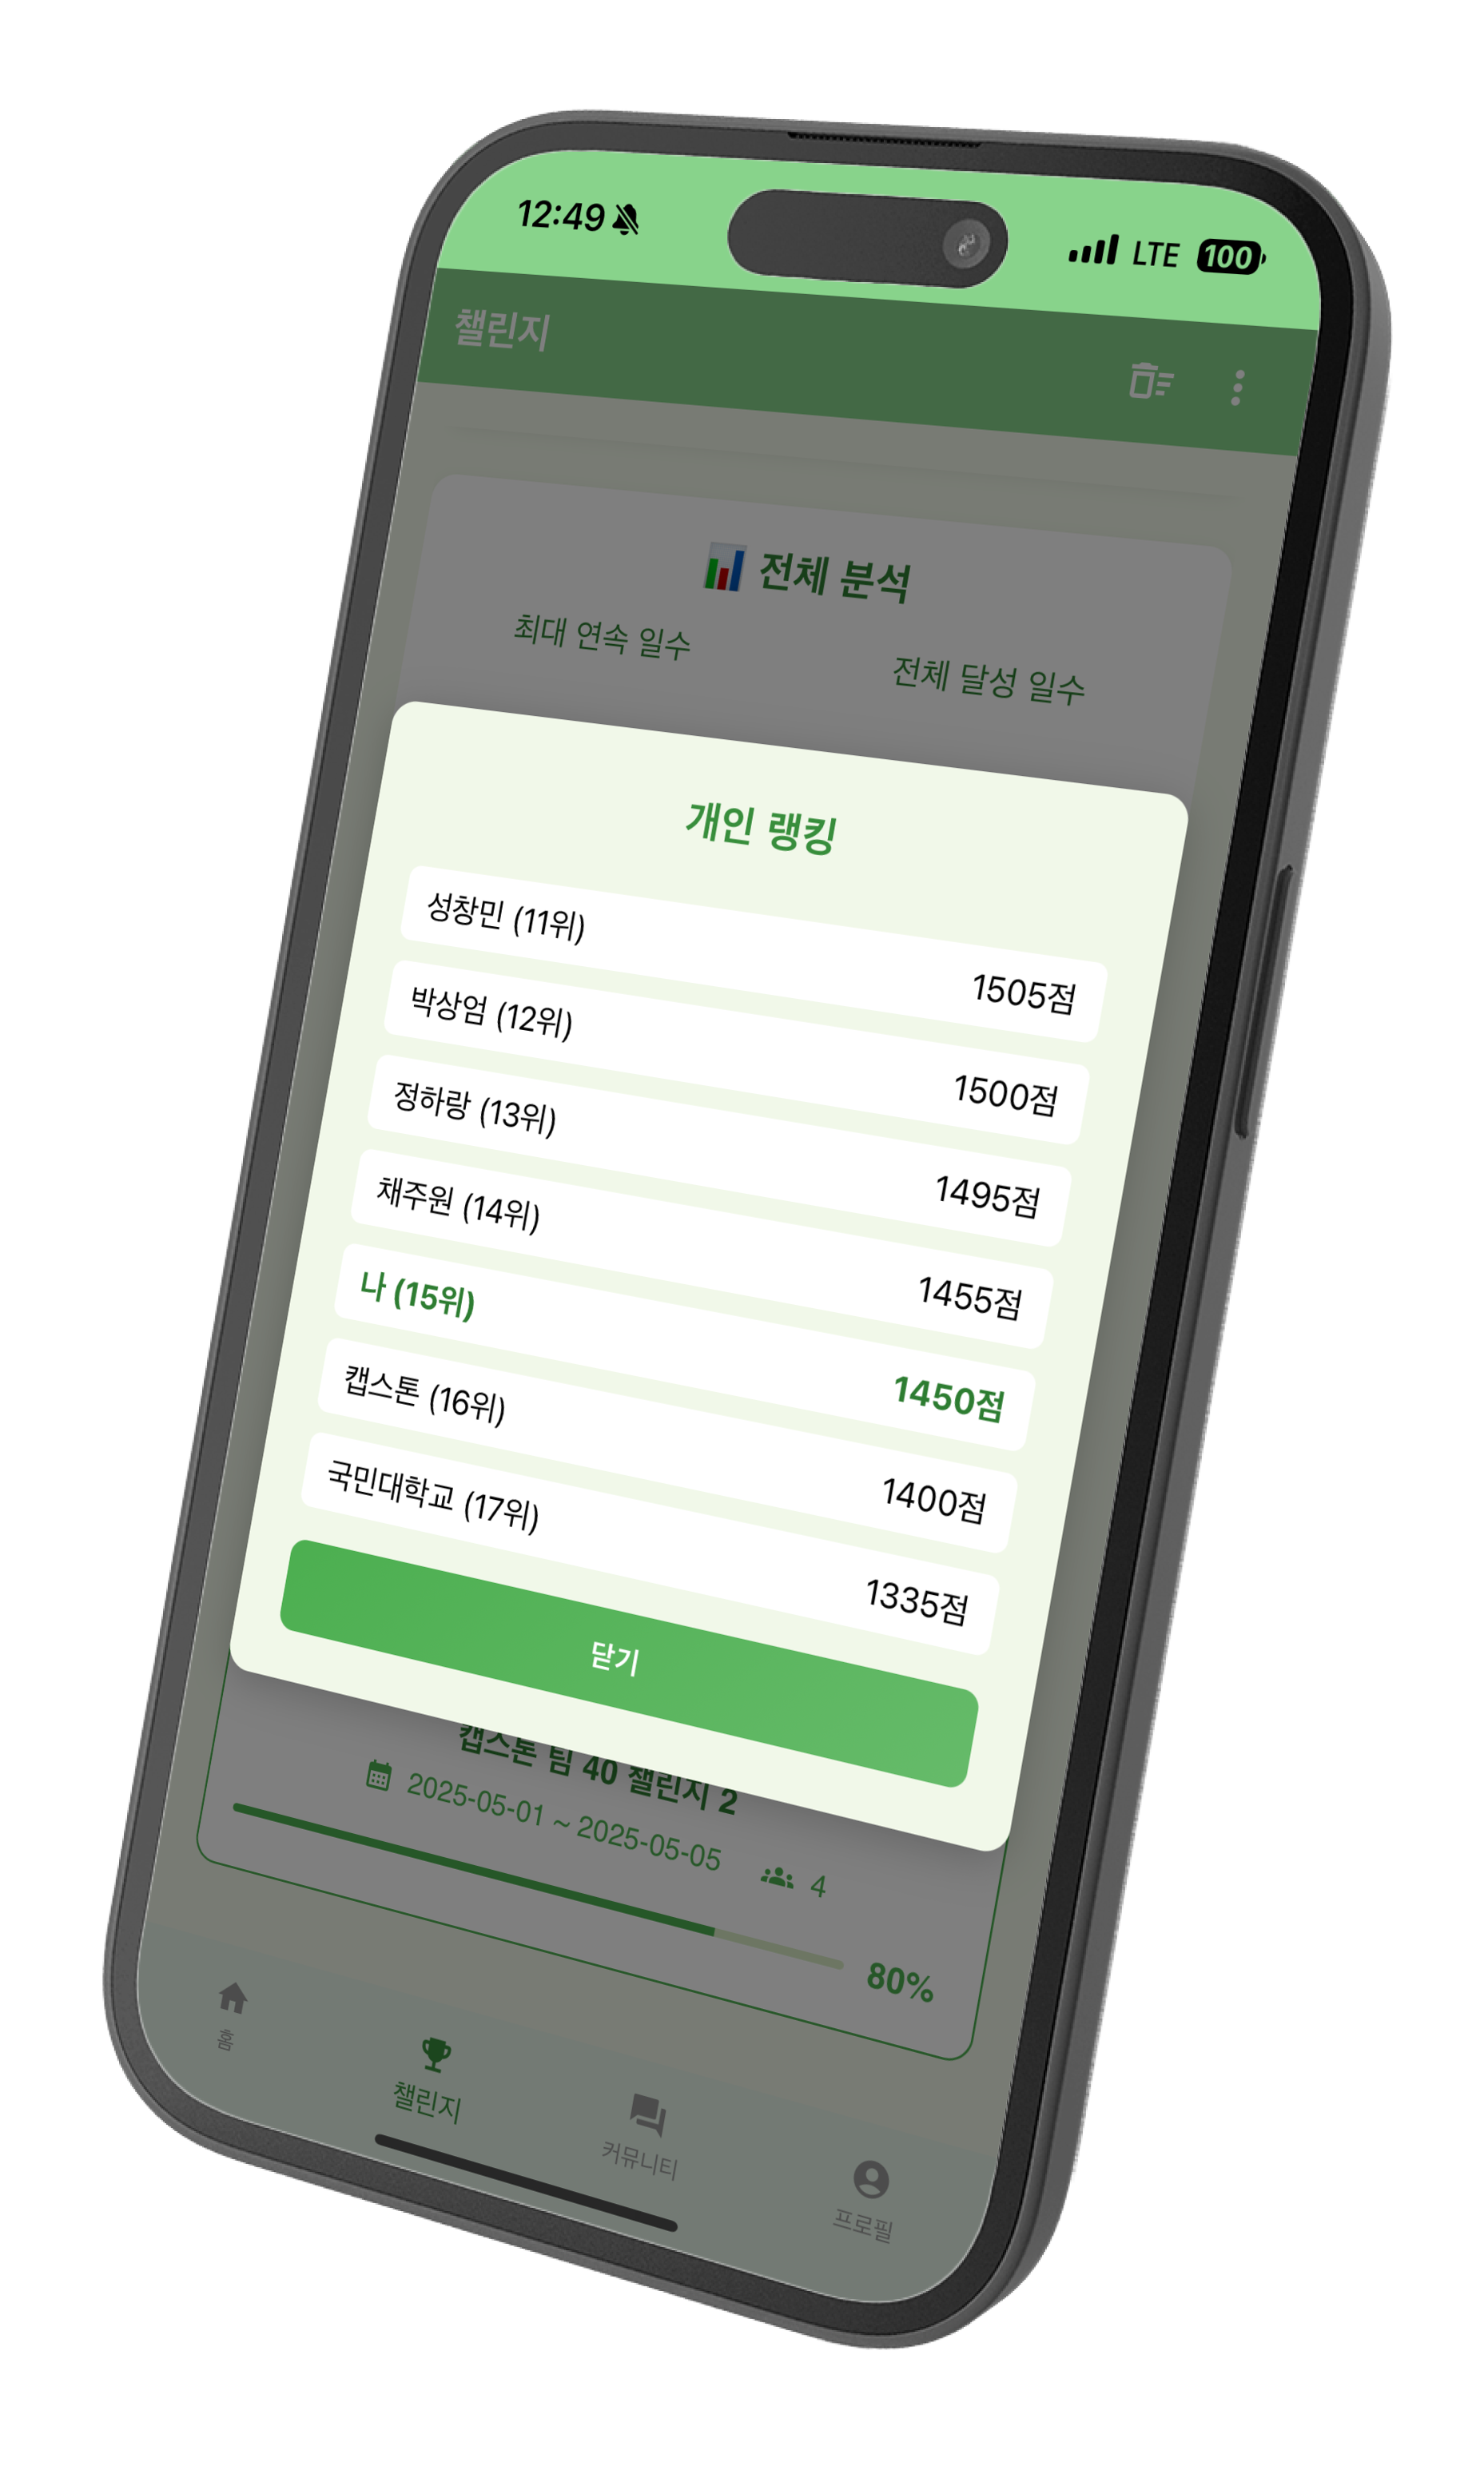 12:49
LTE 100
챌린지
전체 분석
최대 연속 일수 전체 달성 일수
개인 랭킹
성창민 (11위) 1505점
박상엄 (12위) 1500점
정하랑 (13위) 1495점
채주원 (14위) 1455점
나 (15위) 1450점
캡스톤 (16위) 1400점
국민대학교 (17위) 1335점
닫기
캡스톤 팀 40 챌린지 2
2025-05-01 ~ 2025-05-05 4
80%
홈
챌린지
커뮤니티
프로필